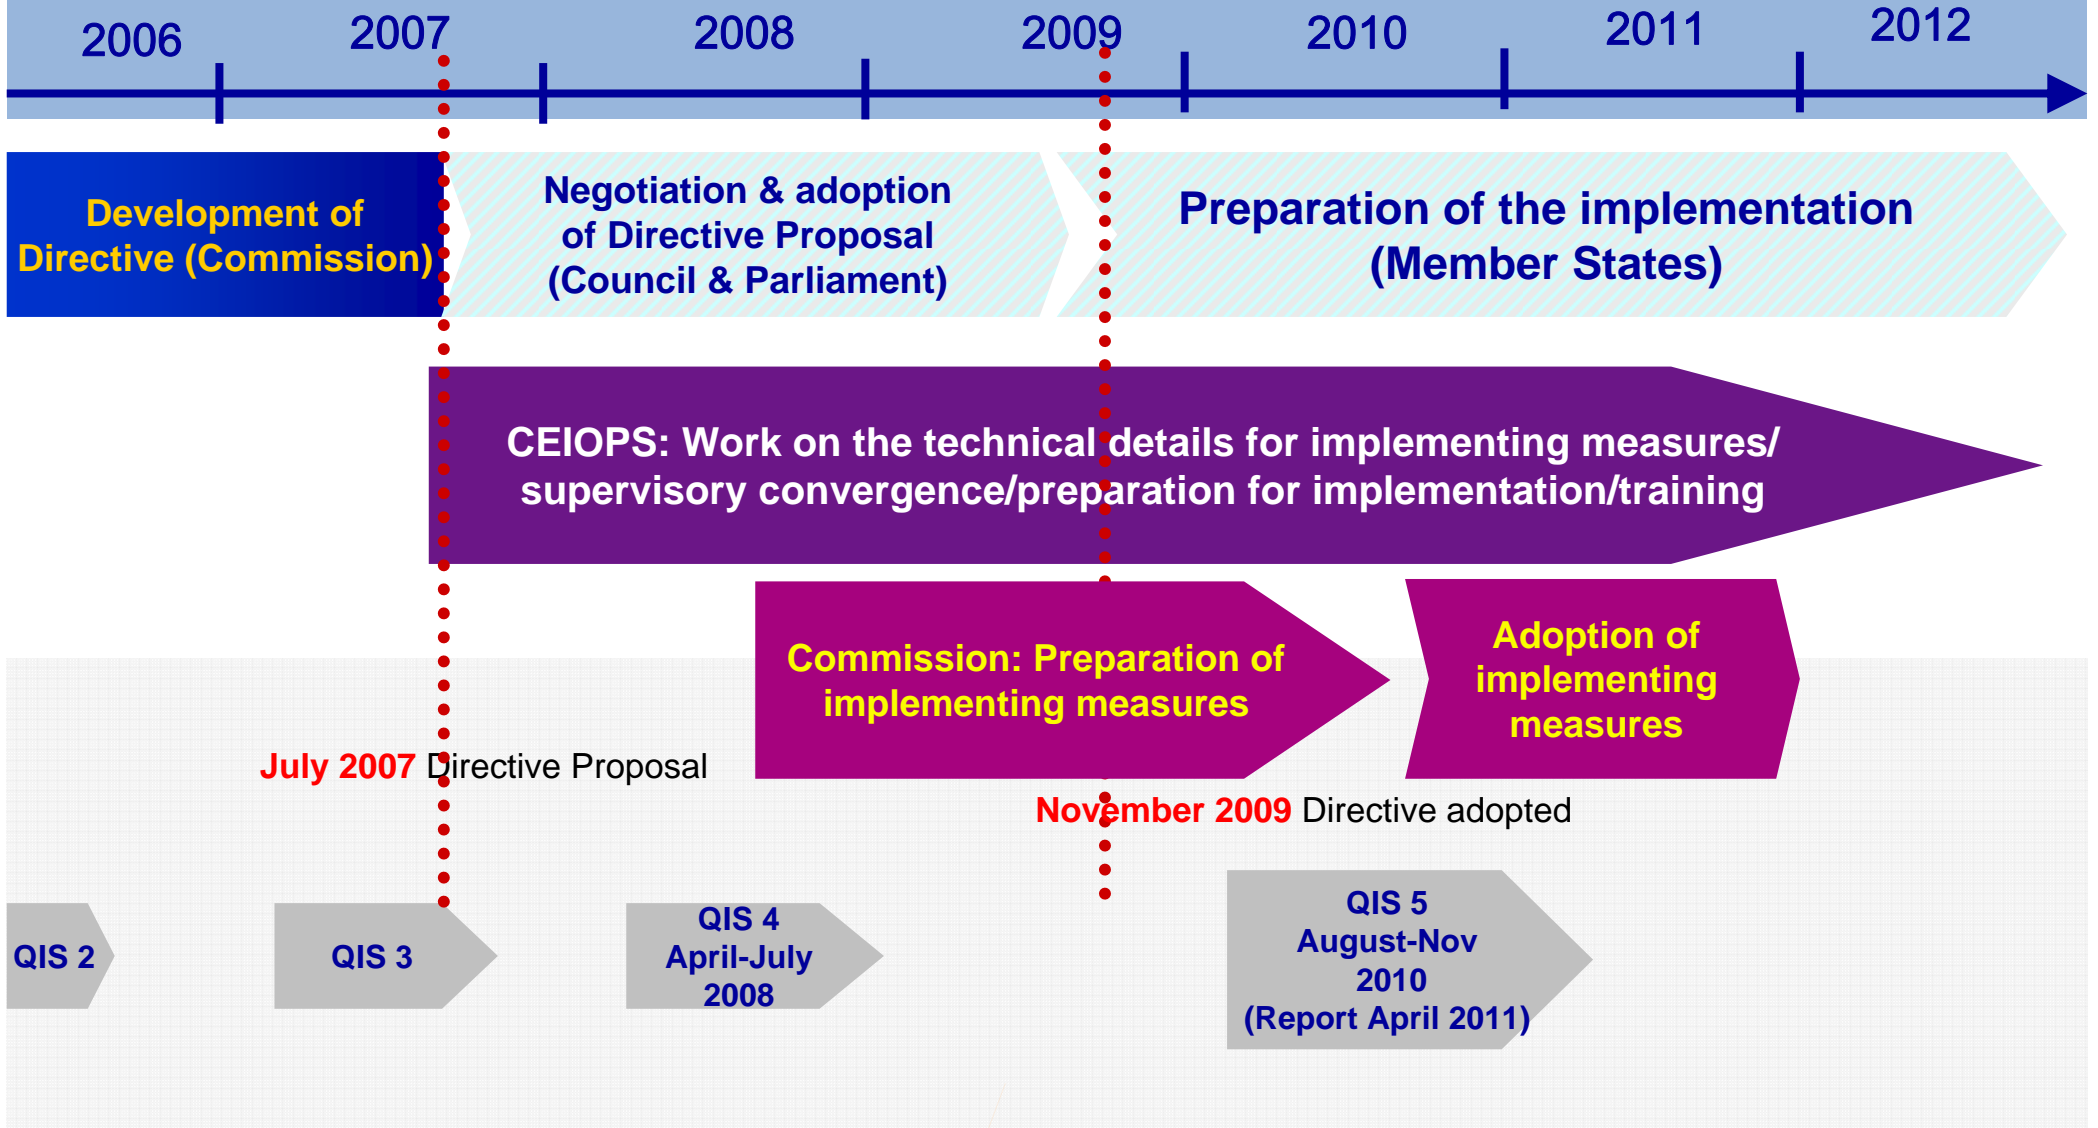 2006 2007 2008 2009 2010 2011 2012
Development of
Directive (Commission)
Negotiation & adoption
of Directive Proposal
(Council & Parliament)
Preparation of the implementation
(Member States)
CEIOPS: Work on the technical details for implementing measures/
supervisory convergence/preparation for implementation/training
Commission: Preparation of
implementing measures
Adoption of
implementing
measures
July 2007 Directive Proposal
November 2009 Directive adopted
QIS 2
QIS 3
QIS 4
April-July
2008
QIS 5
August-Nov
2010
(Report April 2011)